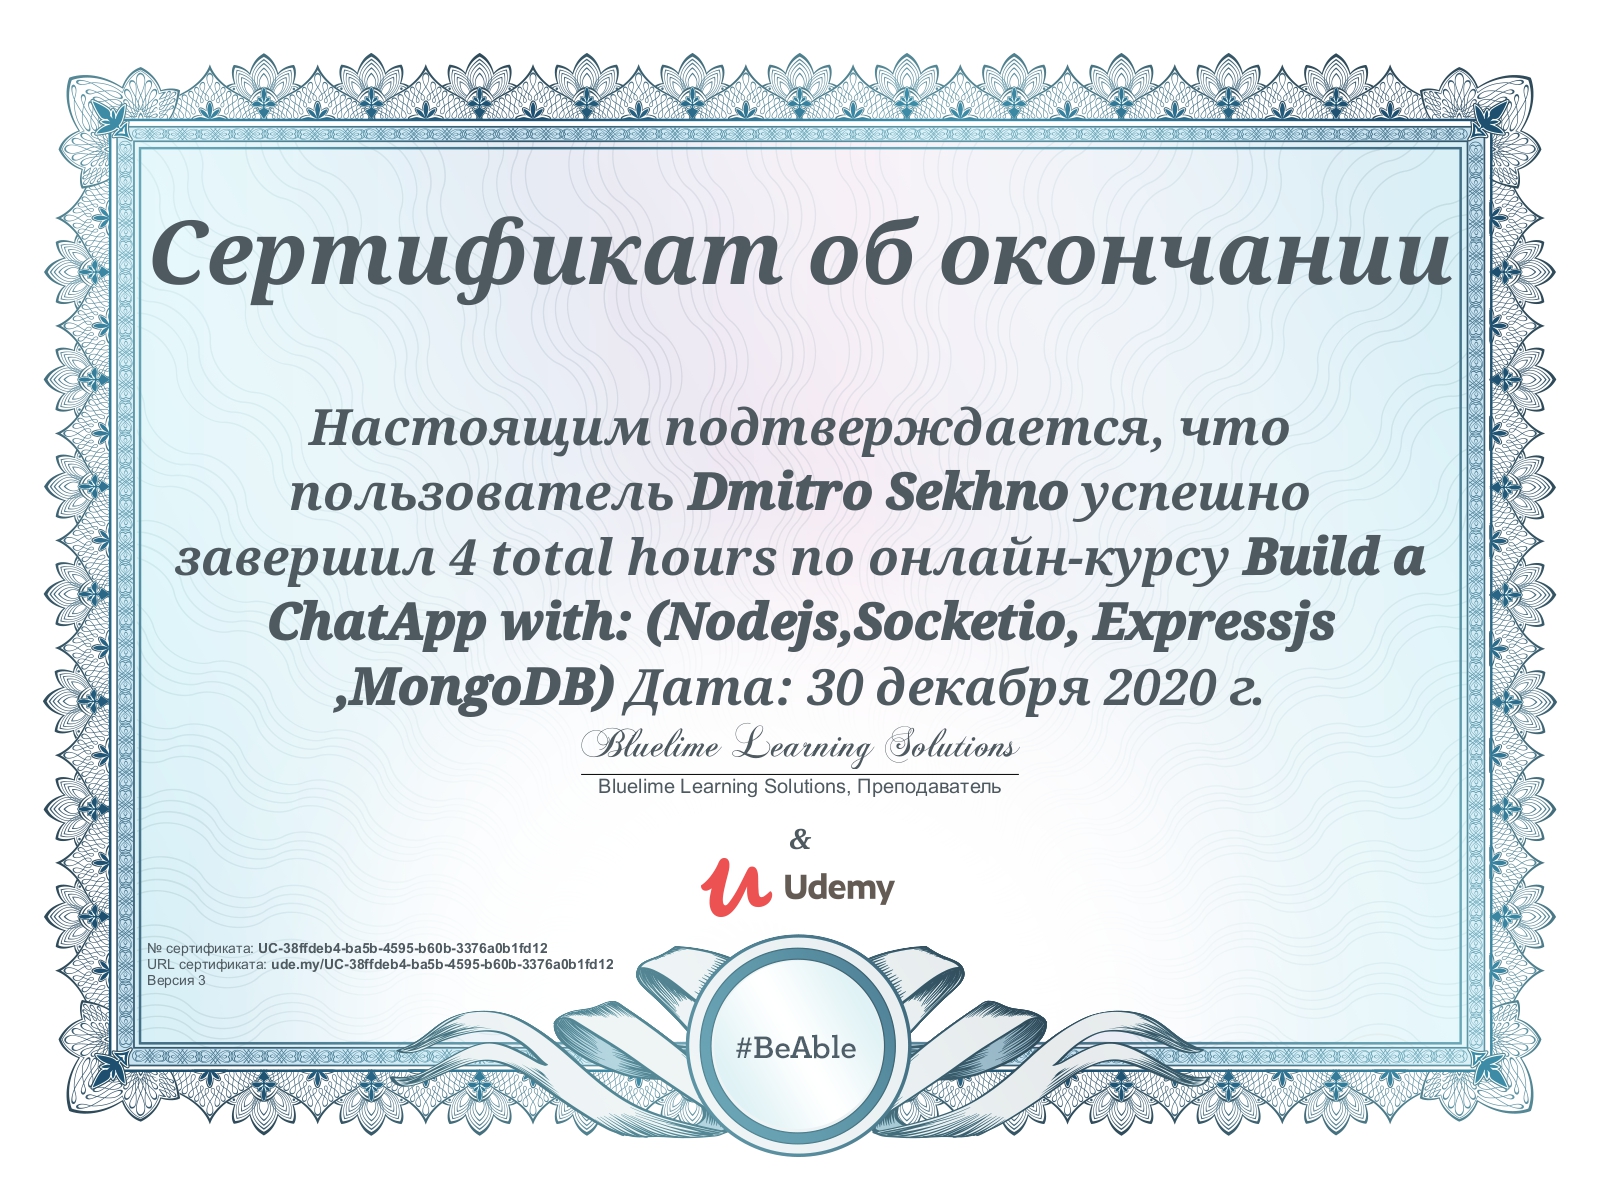 Сертификат об окончании
Настоящим подтверждается, что
пользователь Dmitro Sekhno успешно
завершил 4 total hours по онлайн-курсу Build a
ChatApp with: (Nodejs,Socketio, Expressjs
,MongoDB) Дата: 30 декабря 2020 г.
Bluelime Learning Solutions
Bluelime Learning Solutions, Преподаватель
&
Udemy
№ сертификата: UC-38ffdeb4-ba5b-4595-b60b-3376a0b1fd12
URL сертификата: ude.my/UC-38ffdeb4-ba5b-4595-b60b-3376a0b1fd12
Версия 3
#BeAble